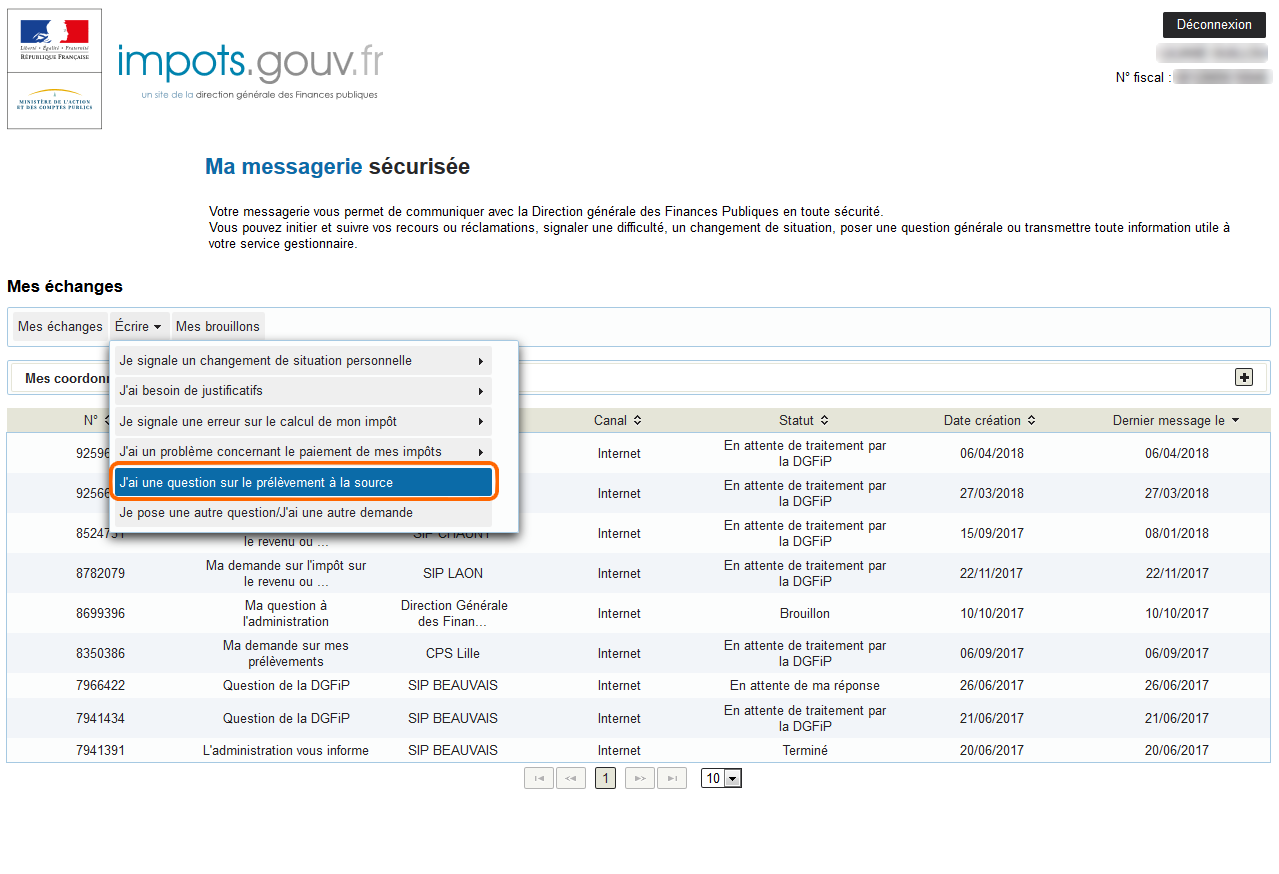 Liberté • Égalité • Fraternité
RÉPUBLIQUE FRANÇAISE
MINISTÈRE DE L'ACTION
ET DES COMPTES PUBLICS
impots.gouv.fr
un site de la direction générale des Finances publiques
Déconnexion
N° fiscal :
Ma messagerie sécurisée
Votre messagerie vous permet de communiquer avec la Direction générale des Finances Publiques en toute sécurité.
Vous pouvez initier et suivre vos recours ou réclamations, signaler une difficulté, un changement de situation, poser une question générale ou transmettre toute information utile à
votre service gestionnaire.
Mes échanges
Mes échanges Écrire Mes brouillons
Je signale un changement de situation personnelle
Mes coordon
J'ai besoin de justificatifs
Je signale une erreur sur le calcul de mon impôt
J'ai un problème concernant le paiement de mes impôts
J'ai une question sur le prélèvement à la source
Je pose une autre question/J'ai une autre demande
N° Canal Statut Date création Dernier message le
9259 Internet En attente de traitement par
la DGFiP 06/04/2018 06/04/2018
9256 Internet En attente de traitement par
la DGFiP 27/03/2018 27/03/2018
8524751 le revenu ou ... SIP CHAUNY Internet En attente de traitement par
la DGFiP 15/09/2017 08/01/2018
8782079 Ma demande sur l'impôt sur
le revenu ou ... SIP LAON Internet En attente de traitement par
la DGFiP 22/11/2017 22/11/2017
8699396 Ma question à
l'administration Direction Générale
des Finan... Internet Brouillon 10/10/2017 10/10/2017
8350386 Ma demande sur mes
prélèvements CPS Lille Internet En attente de traitement par
la DGFiP 06/09/2017 06/09/2017
7966422 Question de la DGFiP SIP BEAUVAIS Internet En attente de ma réponse 26/06/2017 26/06/2017
7941434 Question de la DGFiP SIP BEAUVAIS Internet En attente de traitement par
la DGFiP 21/06/2017 21/06/2017
7941391 L'administration vous informe SIP BEAUVAIS Internet Terminé 20/06/2017 20/06/2017
1 10